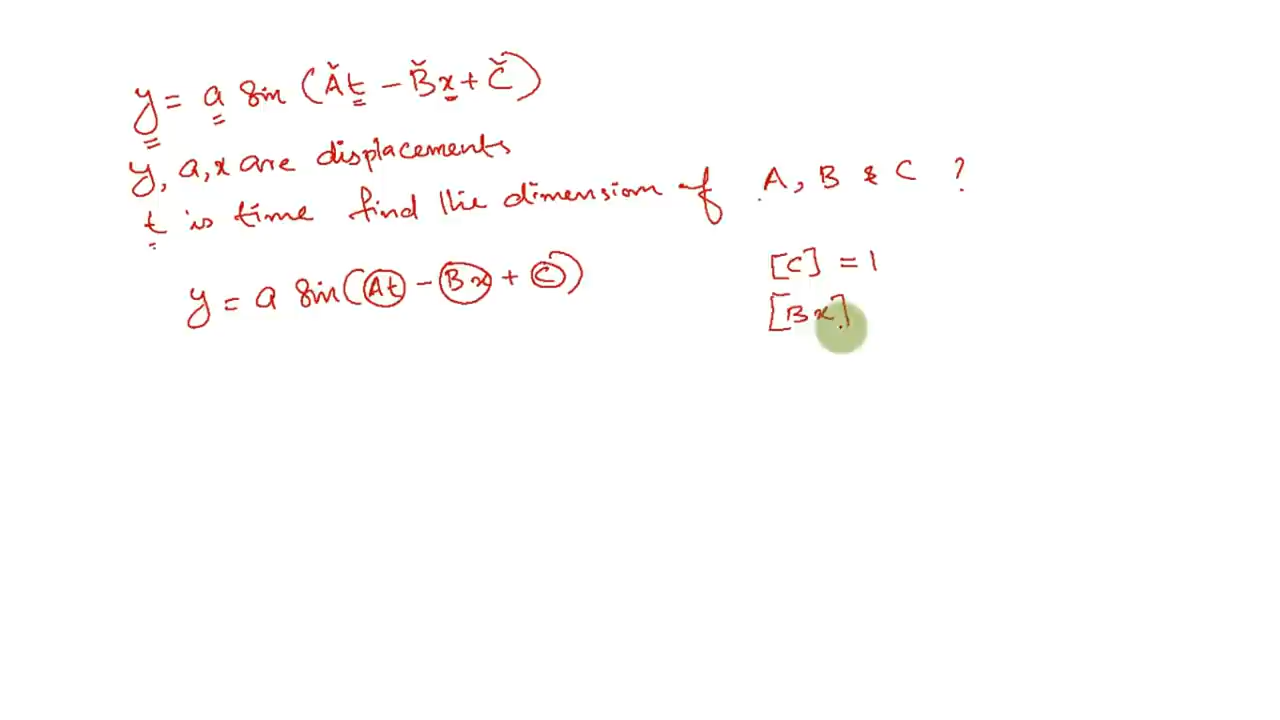 y = a sin (At - Bx + C)
y, a, x are displacements
t is time find the dimension of A, B & C ?
y = a sin (At - Bx + C)
[C] = 1
[Bx]